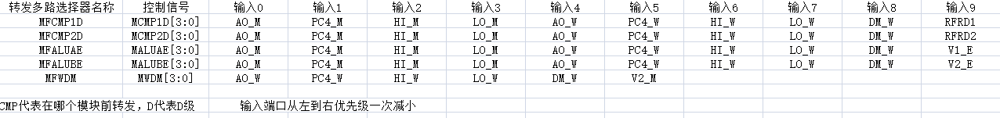 转发多路选择器名称 控制信号 输入0 输入1 输入2 输入3 输入4 输入5 输入6 输入7 输入8 输入9
MFCMP1D MCMP1D[3:0] AO_M PC4_M HI_M LO_M AO_W PC4_W HI_W LO_W DM_W RFRD1
MFCMP2D MCMP2D[3:0] AO_M PC4_M HI_M LO_M AO_W PC4_W HI_W LO_W DM_W RFRD2
MFALUAE MALUAE[3:0] AO_M PC4_M HI_M LO_M AO_W PC4_W HI_W LO_W DM_W V1_E
MFALUBE MALUBE[3:0] AO_M PC4_M HI_M LO_M AO_W PC4_W HI_W LO_W DM_W V2_E
MFWDM MWDM[3:0] AO_W PC4_W HI_W LO_W DM_W V2_M
CMP代表在哪个模块前转发，D代表D级 输入端口从左到右优先级一次减小